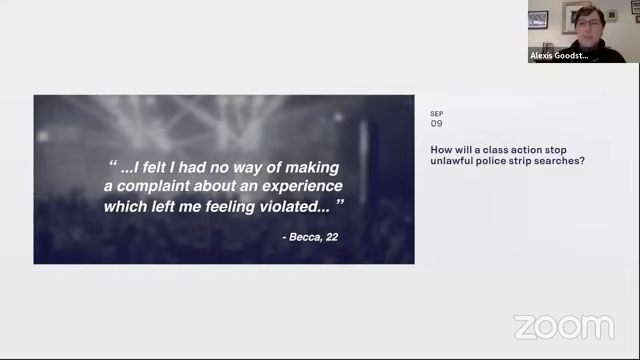 Alexis Goodst...
SEP
09
How will a class action stop
unlawful police strip searches?
“ ...I felt I had no way of making
a complaint about an experience
which left me feeling violated... ”
- Becca, 22
zoom